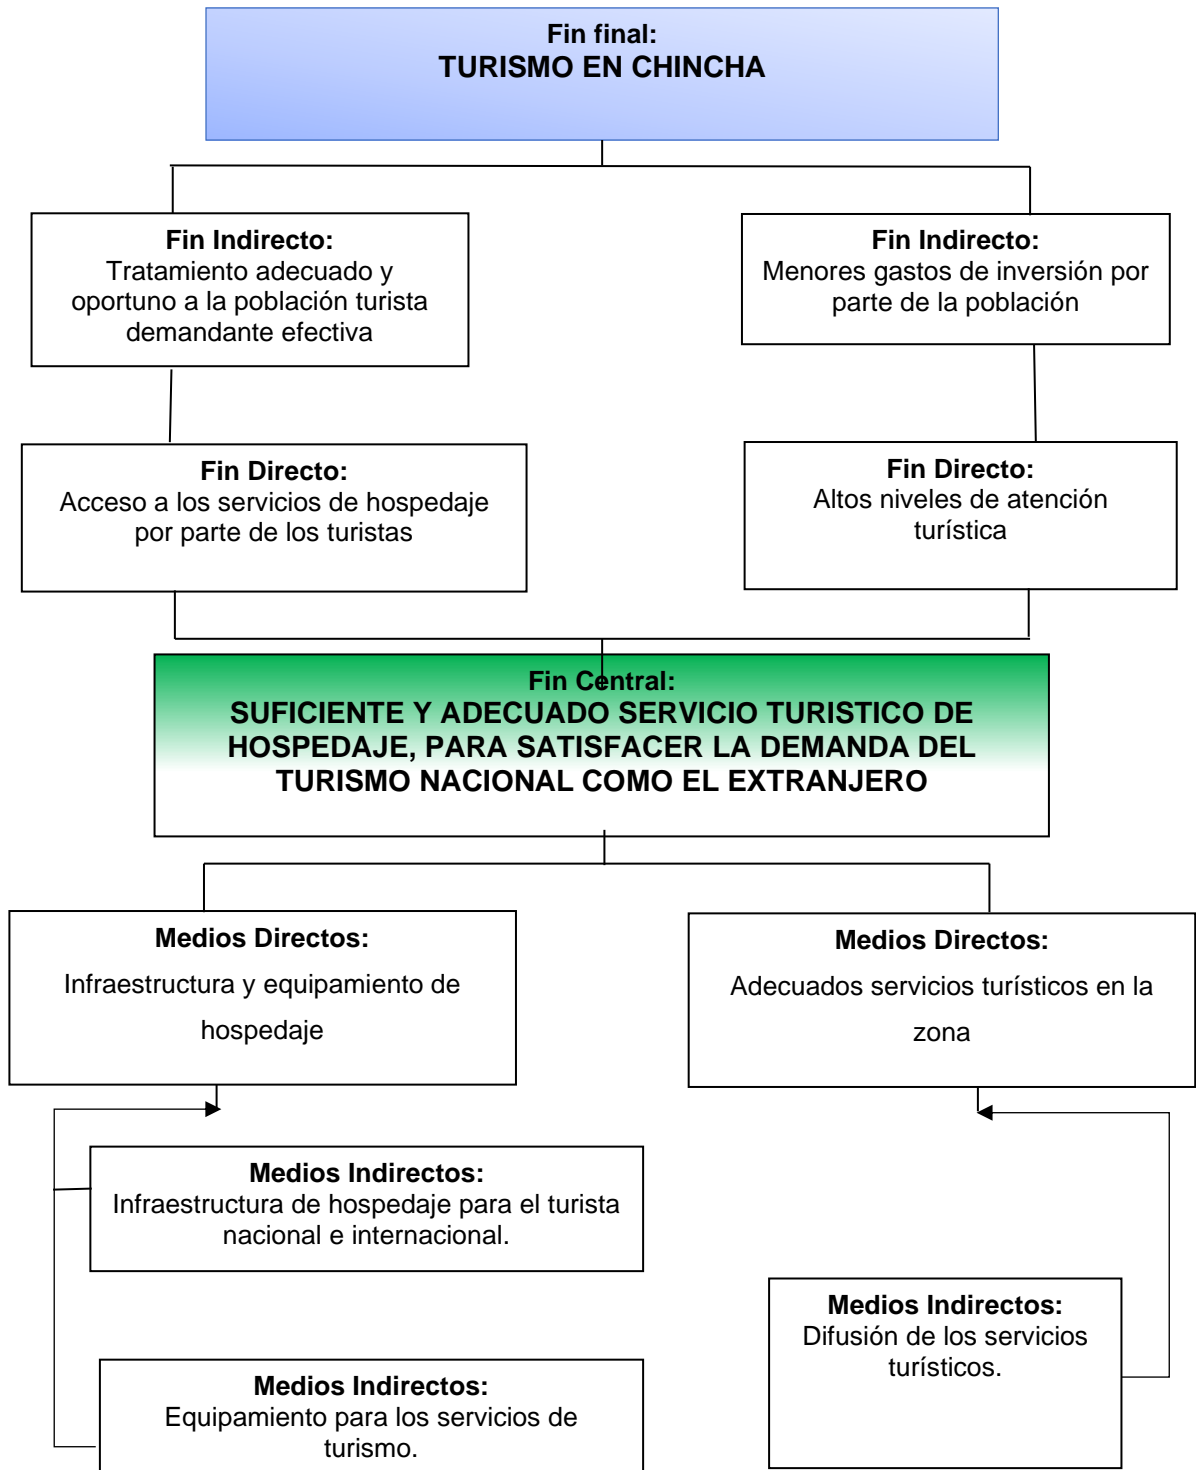 Fin final:
TURISMO EN CHINCHA
Fin Indirecto:
Tratamiento adecuado y
oportuno a la población turista
demandante efectiva
Fin Indirecto:
Menores gastos de inversión por
parte de la población
Fin Directo:
Acceso a los servicios de hospedaje
por parte de los turistas
Fin Directo:
Altos niveles de atención
turística
Fin Central:
SUFICIENTE Y ADECUADO SERVICIO TURISTICO DE
HOSPEDAJE, PARA SATISFACER LA DEMANDA DEL
TURISMO NACIONAL COMO EL EXTRANJERO
Medios Directos:
Infraestructura y equipamiento de
hospedaje
Medios Directos:
Adecuados servicios turísticos en la
zona
Medios Indirectos:
Infraestructura de hospedaje para el turista
nacional e internacional.
Medios Indirectos:
Difusión de los servicios
turísticos.
Medios Indirectos:
Equipamiento para los servicios de
turismo.